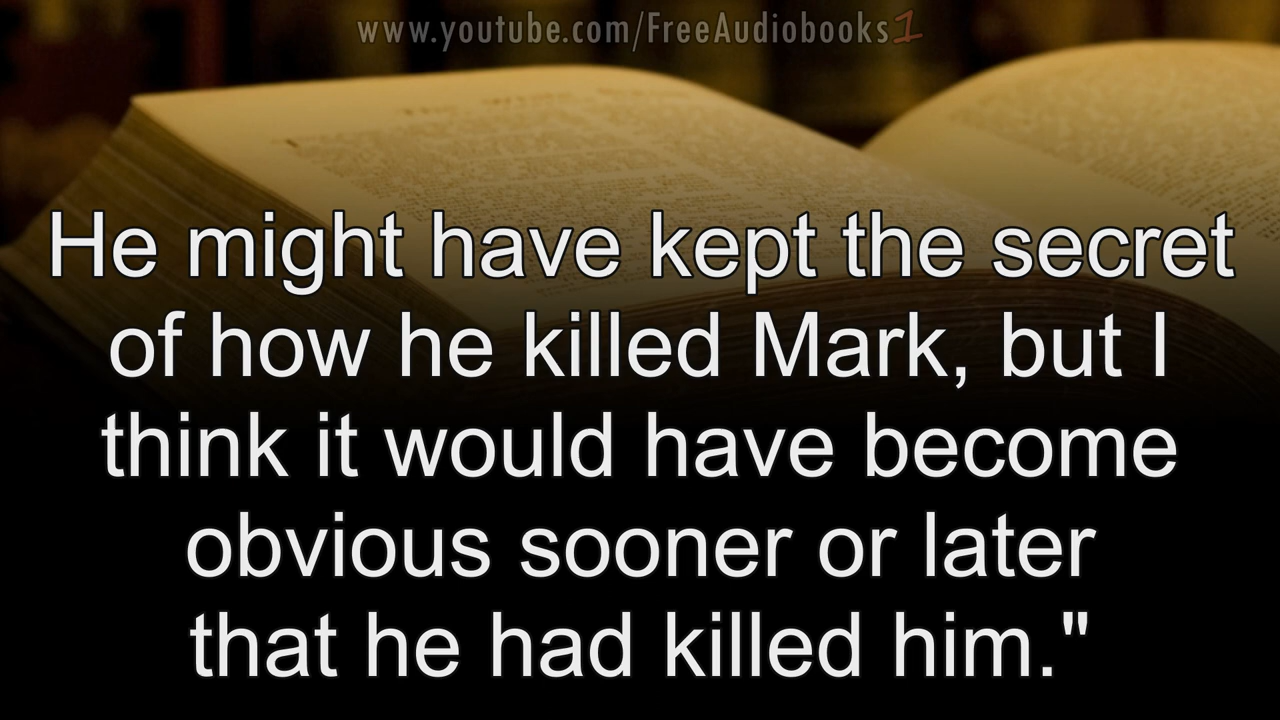 www.youtube.com/FreeAudiobooks1
He might have kept the secret
of how he killed Mark, but I
think it would have become
obvious sooner or later
that he had killed him."